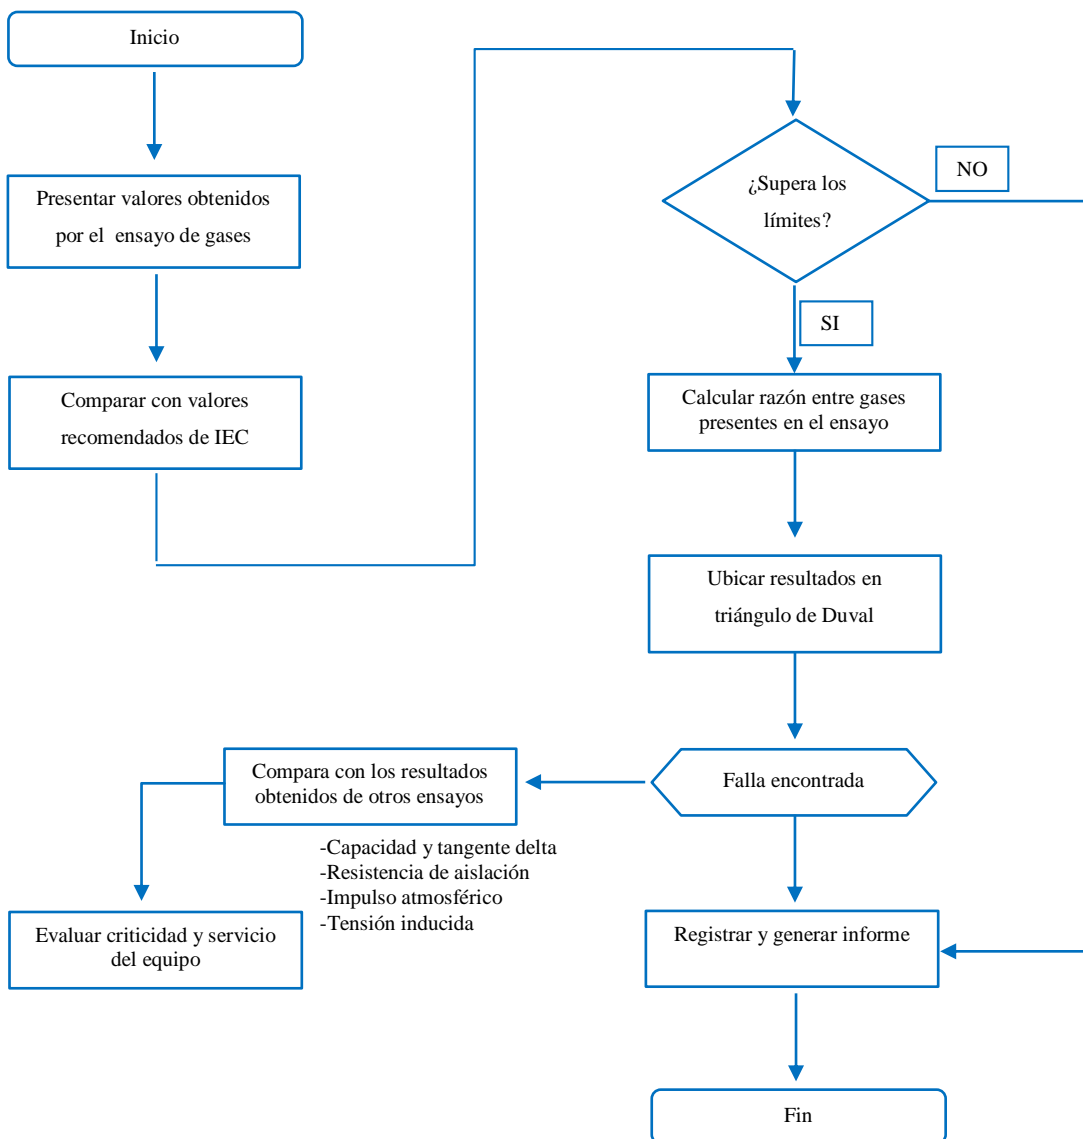 Inicio
Presentar valores obtenidos
por el ensayo de gases
Comparar con valores
recomendados de IEC
¿Supera los
límites?
NO
SI
Calcular razón entre gases
presentes en el ensayo
Ubicar resultados en
triángulo de Duval
Falla encontrada
Compara con los resultados
obtenidos de otros ensayos
-Capacidad y tangente delta
-Resistencia de aislación
-Impulso atmosférico
-Tensión inducida
Evaluar criticidad y servicio
del equipo
Registrar y generar informe
Fin